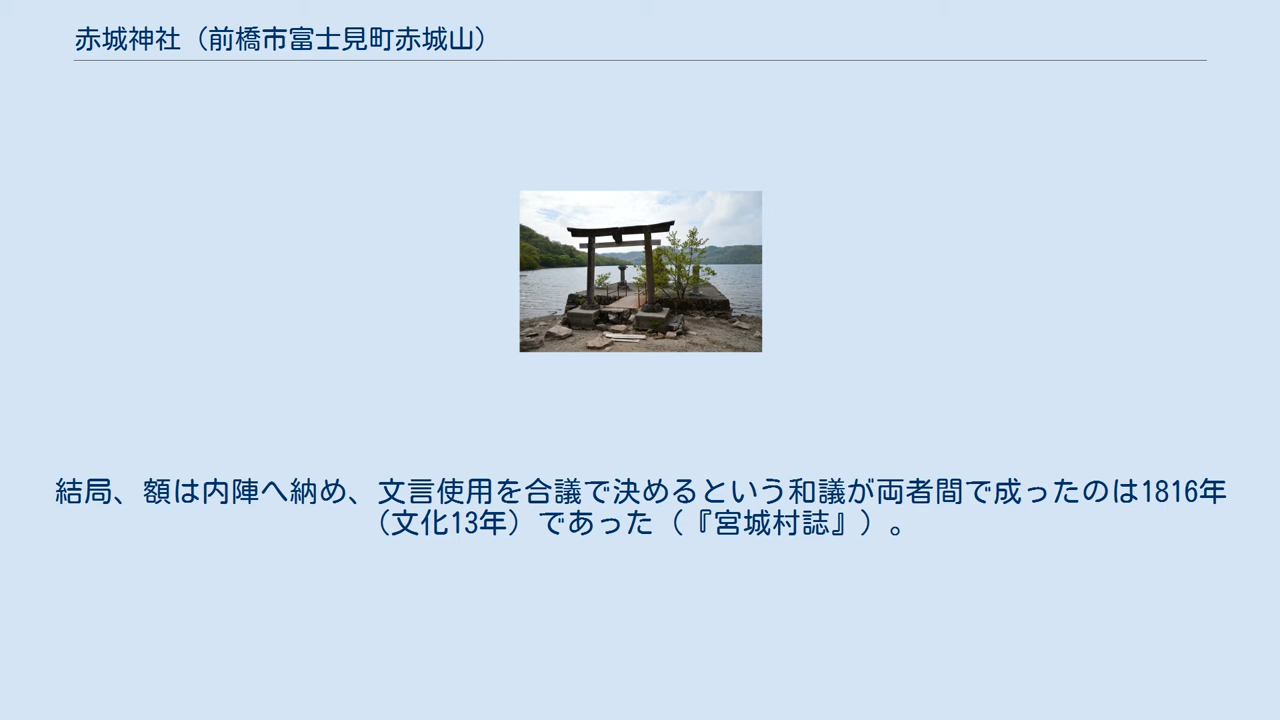 赤城神社（前橋市富士見町赤城山）
結局、額は内陣へ納め、文言使用を合議で決めるという和議が両者間で成ったのは1816年
（文化13年）であった（『宮城村誌』）。